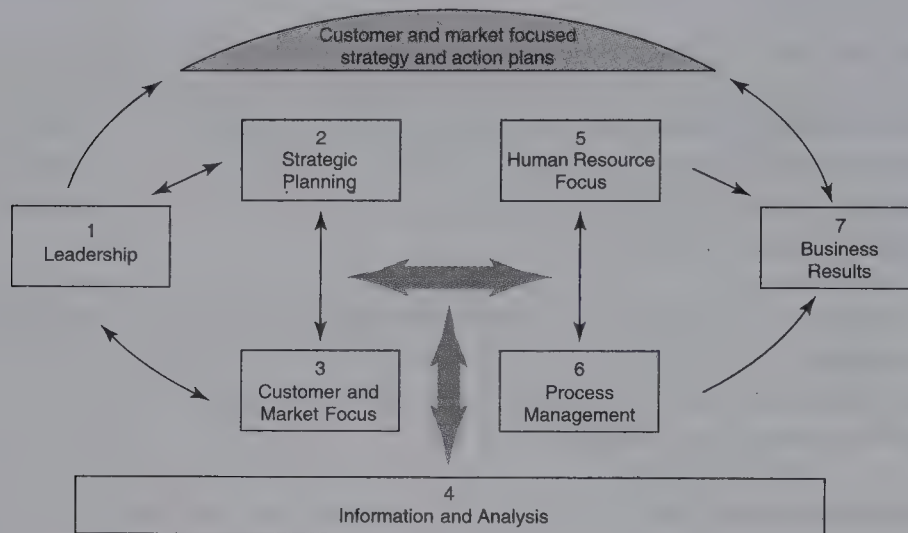 Customer and market focused
strategy and action plans
2
Strategic
Planning
5
Human Resource
Focus
1
Leadership
7
Business
Results
3
Customer and
Market Focus
6
Process
Management
4
Information and Analysis